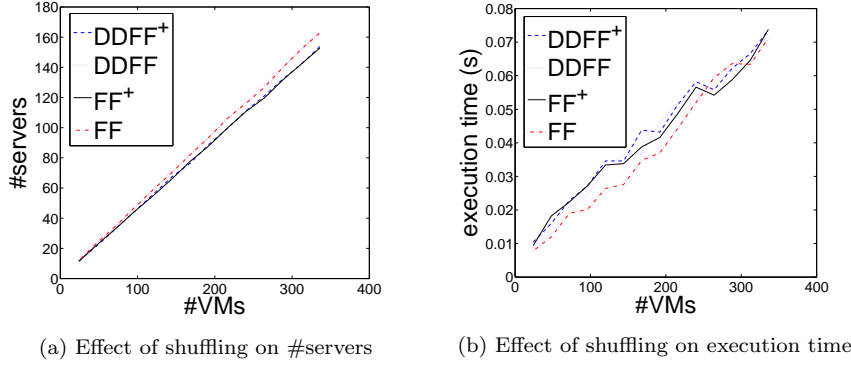 180
160
140
120
100
80
60
40
20
0
#servers
DDFF+
DDFF
FF+
FF
0 100 200 300 400
#VMs
(a) Effect of shuffling on #servers
0.08
0.07
0.06
0.05
0.04
0.03
0.02
0.01
0
execution time (s)
DDFF+
DDFF
FF+
FF
0 100 200 300 400
#VMs
(b) Effect of shuffling on execution time